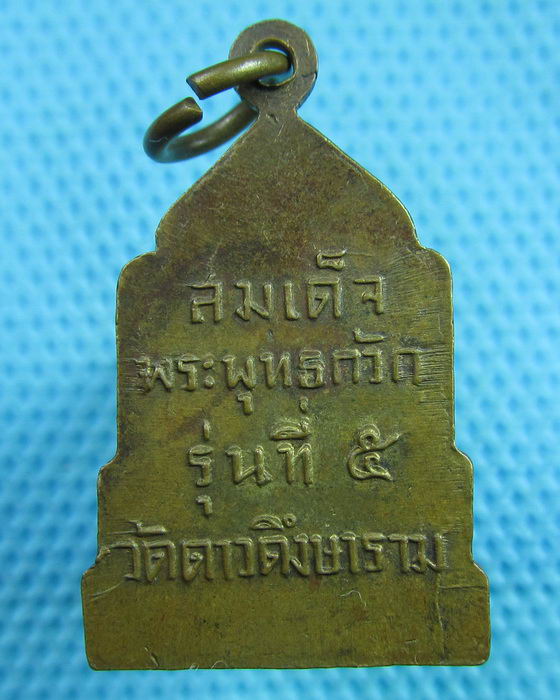 สมเด็จ
พระพุทธกวัก
รุ่นที่ ๕
วัดดาวดึงษาราม